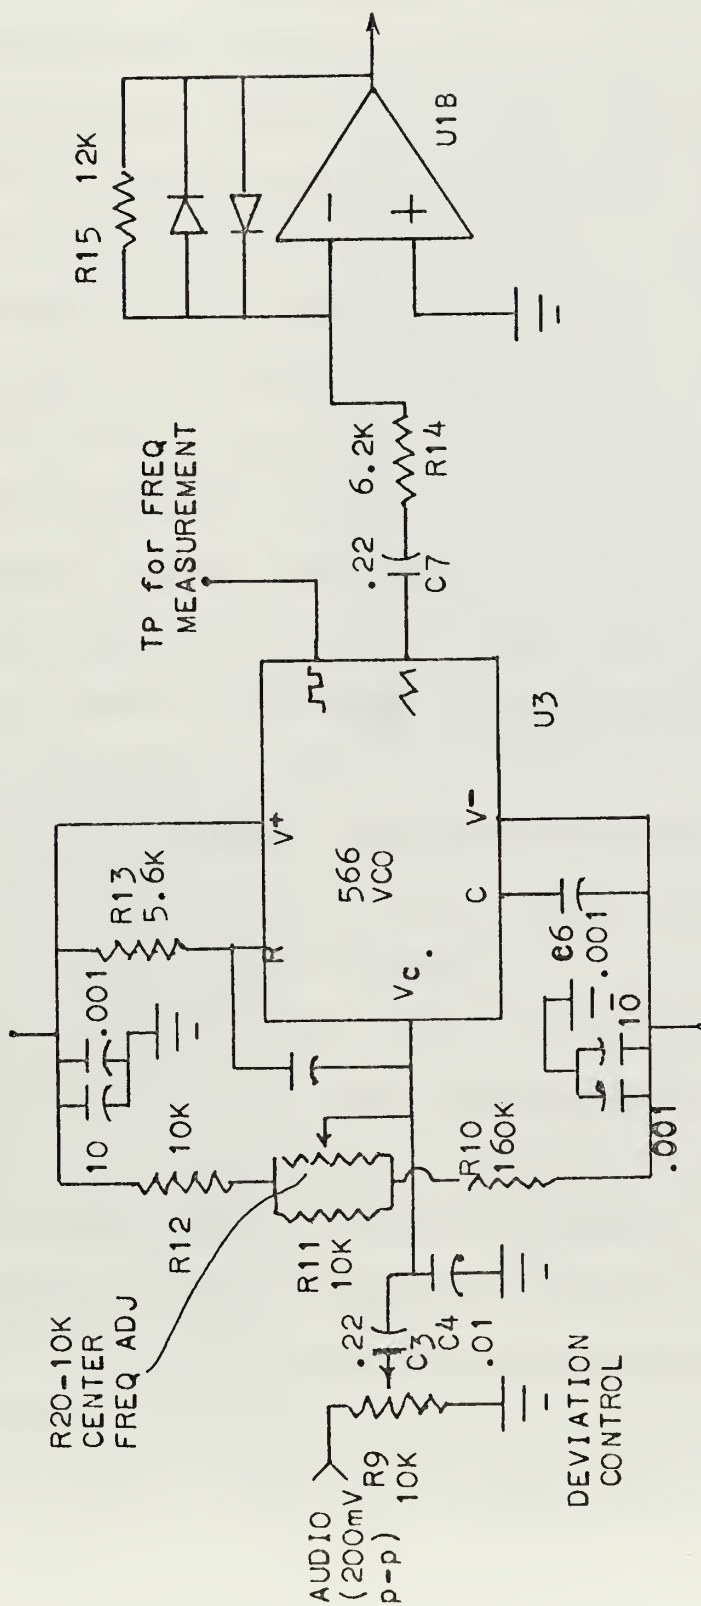 R20-10K
CENTER
FREQ ADJ
AUDIO
(200mV
p-p)
R9
10K
DEVIATION
CONTROL
.22
C3
C4
.01
R12
10K
R11
10K
R10
160K
10
.001
R13
5.6K
R
V+
566
VCO
Vc
C
V-
U3
C6
.001
10
.001
TP for FREQ
MEASUREMENT
.22
C7
6.2K
R14
R15 12K
-
+
U1B